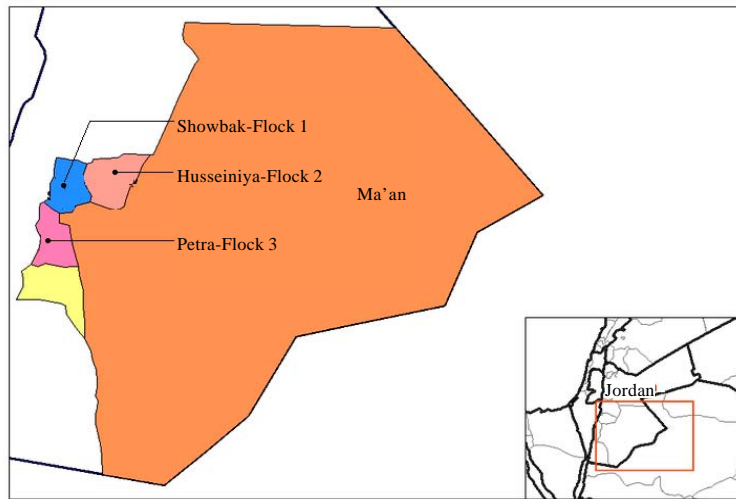 Showbak-Flock 1
Husseiniya-Flock 2
Ma’an
Petra-Flock 3
Jordan